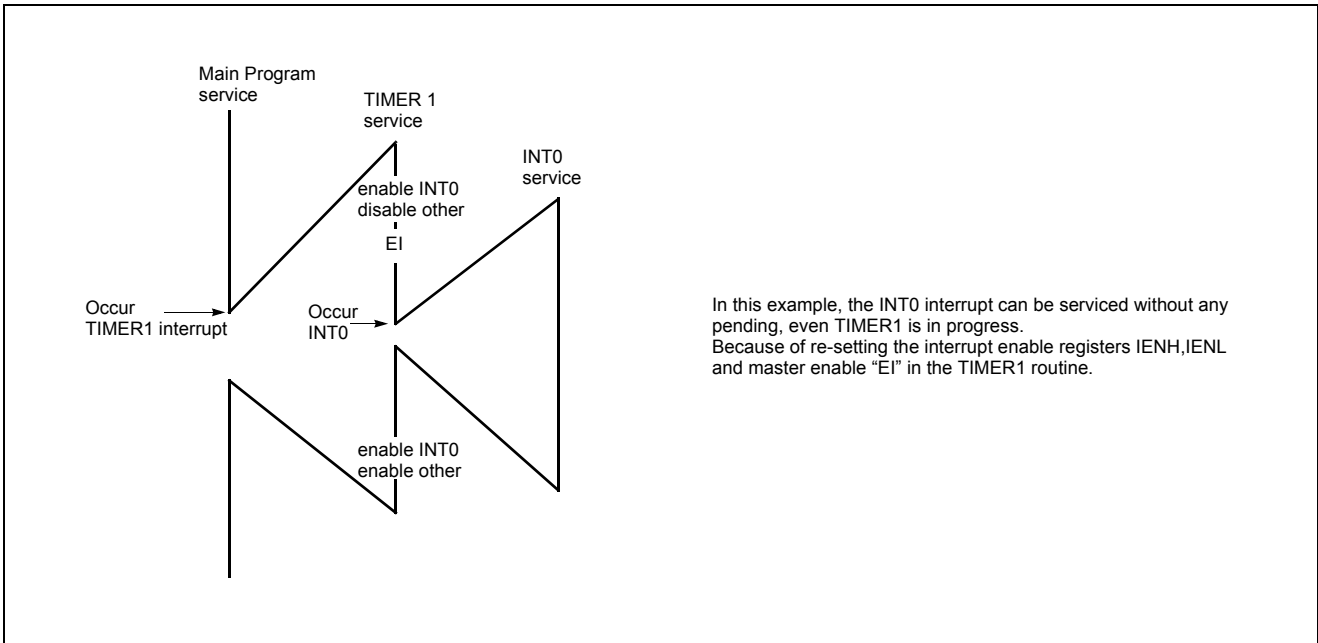 Main Program
service
TIMER 1
service
INT0
service
enable INT0
disable other
EI
Occur
TIMER1 interrupt
Occur
INT0
In this example, the INT0 interrupt can be serviced without any
pending, even TIMER1 is in progress.
Because of re-setting the interrupt enable registers IENH,IENL
and master enable “EI” in the TIMER1 routine.
enable INT0
enable other